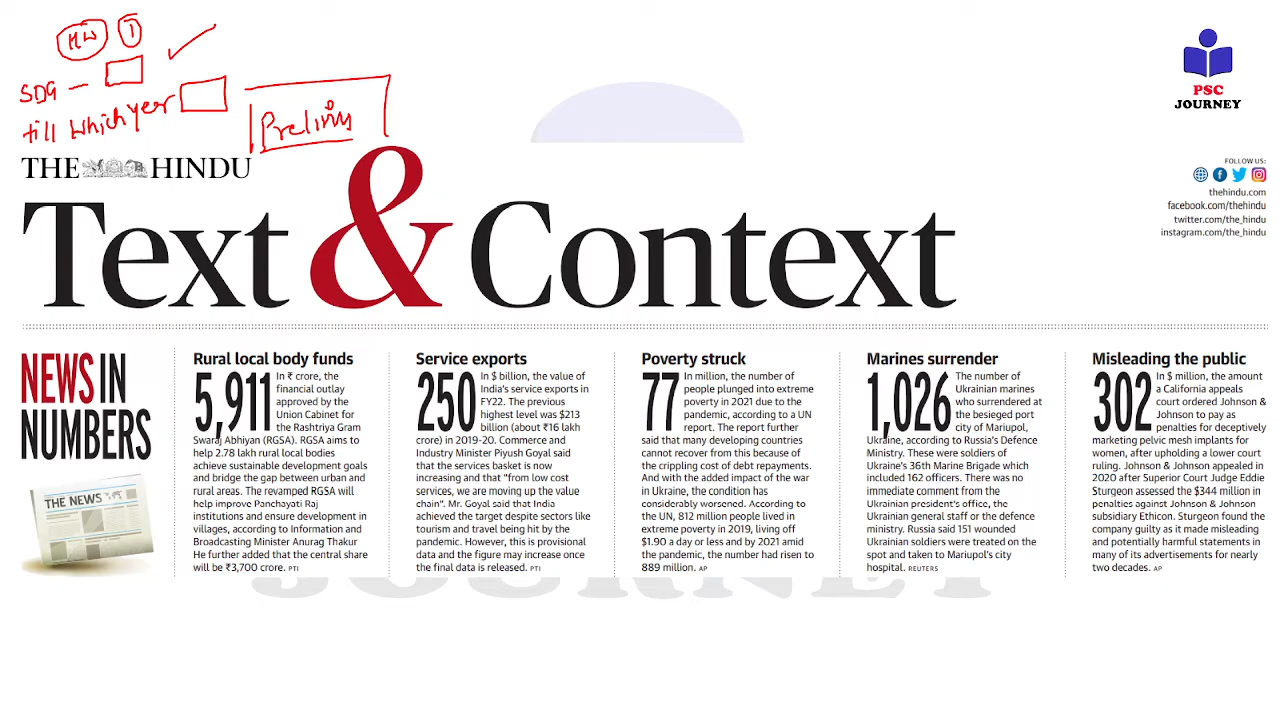 HW 1
SDG –
till which year
Prelims
PSC
JOURNEY
THE HINDU
Text & Context
FOLLOW US:
thehindu.com
facebook.com/thehindu
twitter.com/the_hindu
instagram.com/the_hindu
NEWS IN
NUMBERS
THE NEWS
Rural local body funds
5,911
In ₹ crore, the
financial outlay
approved by the
Union Cabinet for
the Rashtriya Gram
Swaraj Abhiyan (RGSA). RGSA aims to
help 2.78 lakh rural local bodies
achieve sustainable development goals
and bridge the gap between urban and
rural areas. The revamped RGSA will
help improve Panchayati Raj
institutions and ensure development in
villages, according to Information and
Broadcasting Minister Anurag Thakur
He further added that the central share
will be ₹3,700 crore. PTI
Service exports
250
In $ billion, the value of
India's service exports in
FY22. The previous
highest level was $213
billion (about ₹16 lakh
crore) in 2019-20. Commerce and
Industry Minister Piyush Goyal said
that the services basket is now
increasing and that “from low cost
services, we are moving up the value
chain”. Mr. Goyal said that India
achieved the target despite sectors like
tourism and travel being hit by the
pandemic. However, this is provisional
data and the figure may increase once
the final data is released. PTI
Poverty struck
77
In million, the number of
people plunged into extreme
poverty in 2021 due to the
pandemic, according to a UN
report. The report further
said that many developing countries
cannot recover from this because of
the crippling cost of debt repayments.
And with the added impact of the war
in Ukraine, the condition has
considerably worsened. According to
the UN, 812 million people lived in
extreme poverty in 2019, living off
$1.90 a day or less and by 2021 amid
the pandemic, the number had risen to
889 million. AP
Marines surrender
1,026
The number of
Ukrainian marines
who surrendered at
the besieged port
city of Mariupol,
Ukraine, according to Russia's Defence
Ministry. These were soldiers of
Ukraine's 36th Marine Brigade which
included 162 officers. There was no
immediate comment from the
Ukrainian president's office, the
Ukrainian general staff or the defence
ministry. Russia said 151 wounded
Ukrainian soldiers were treated on the
spot and taken to Mariupol's city
hospital. REUTERS
Misleading the public
302
In $ million, the amount
a California appeals
court ordered Johnson &
Johnson to pay as
penalties for deceptively
marketing pelvic mesh implants for
women, after upholding a lower court
ruling. Johnson & Johnson appealed in
2020 after Superior Court Judge Eddie
Sturgeon assessed the $344 million in
penalties against Johnson & Johnson
subsidiary Ethicon. Sturgeon found the
company guilty as it made misleading
and potentially harmful statements in
many of its advertisements for nearly
two decades. AP
JOURNEY